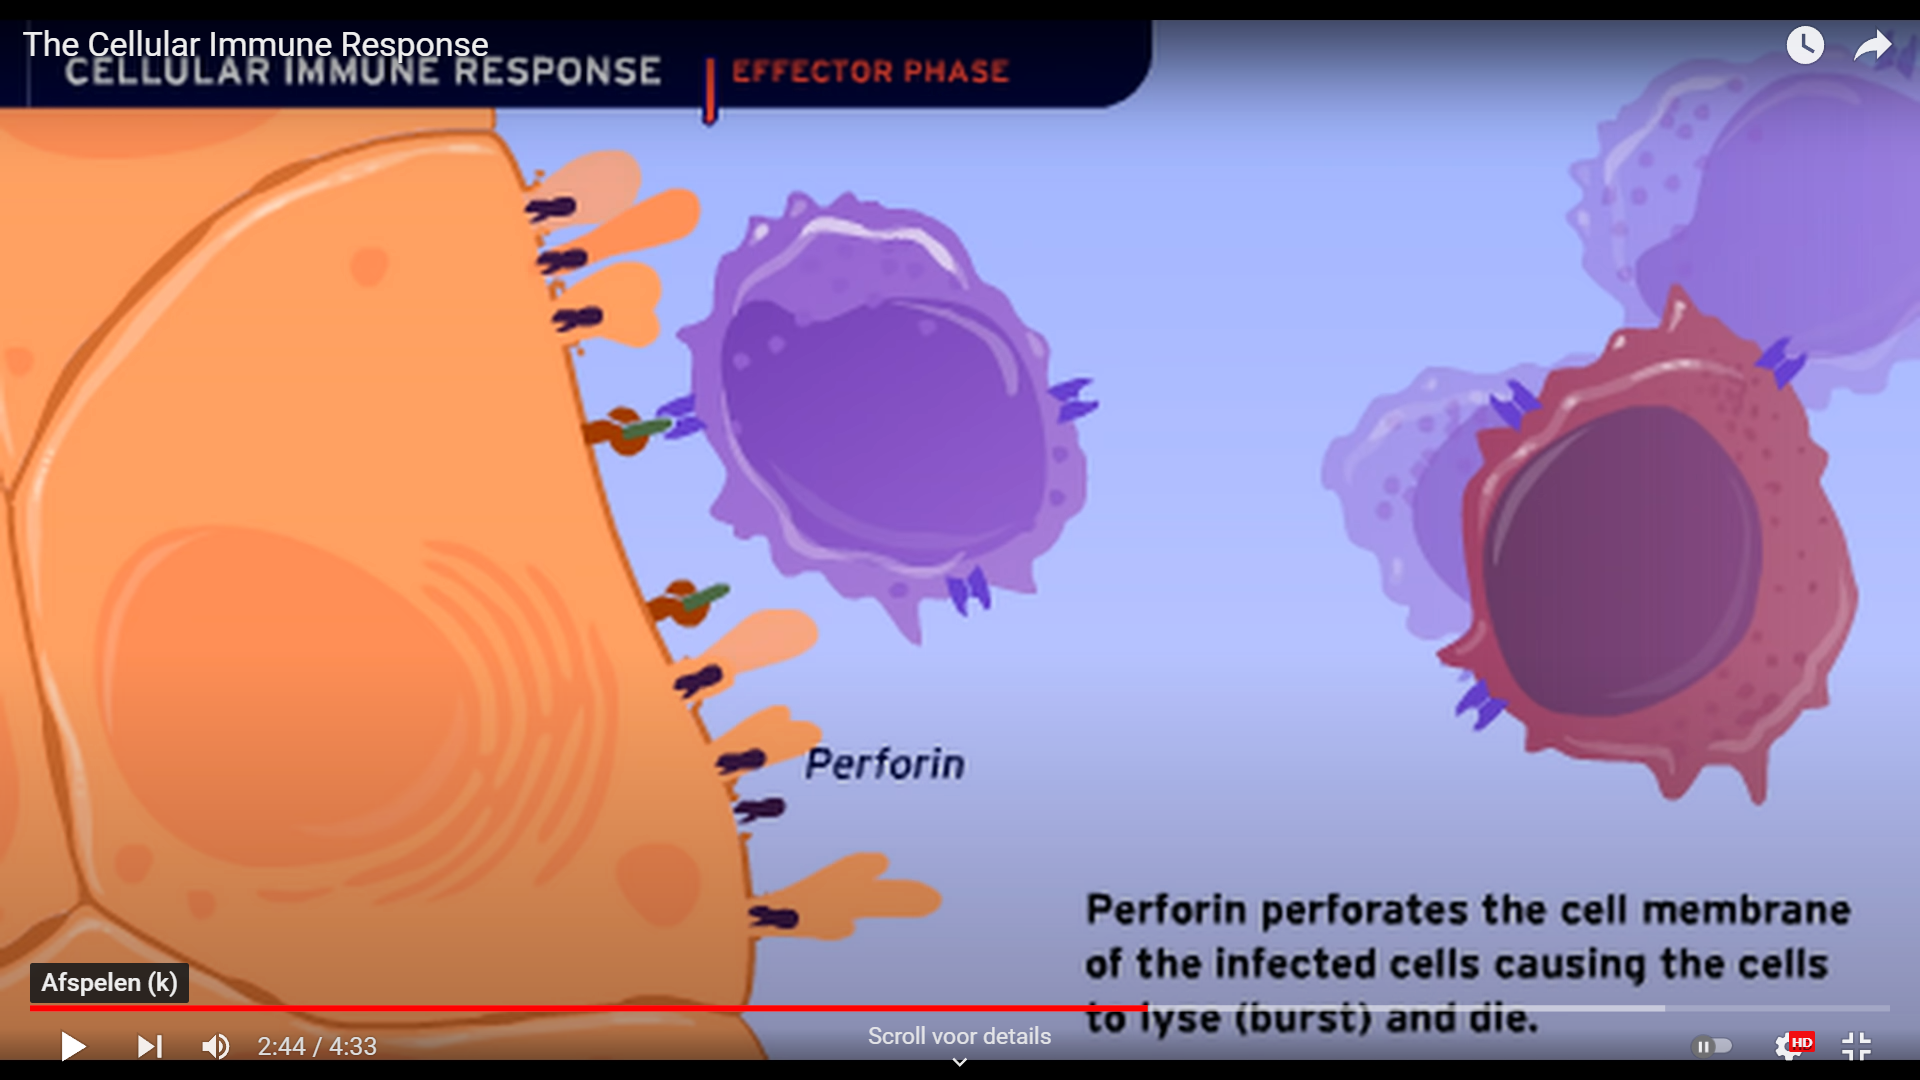 The Cellular Immune Response
CELLULAR IMMUNE RESPONSE EFFECTOR PHASE
Perforin
Perforin perforates the cell membrane
of the infected cells causing the cells
to lyse (burst) and die.
Afspelen (k)
2:44 / 4:33
Scroll voor details
HD